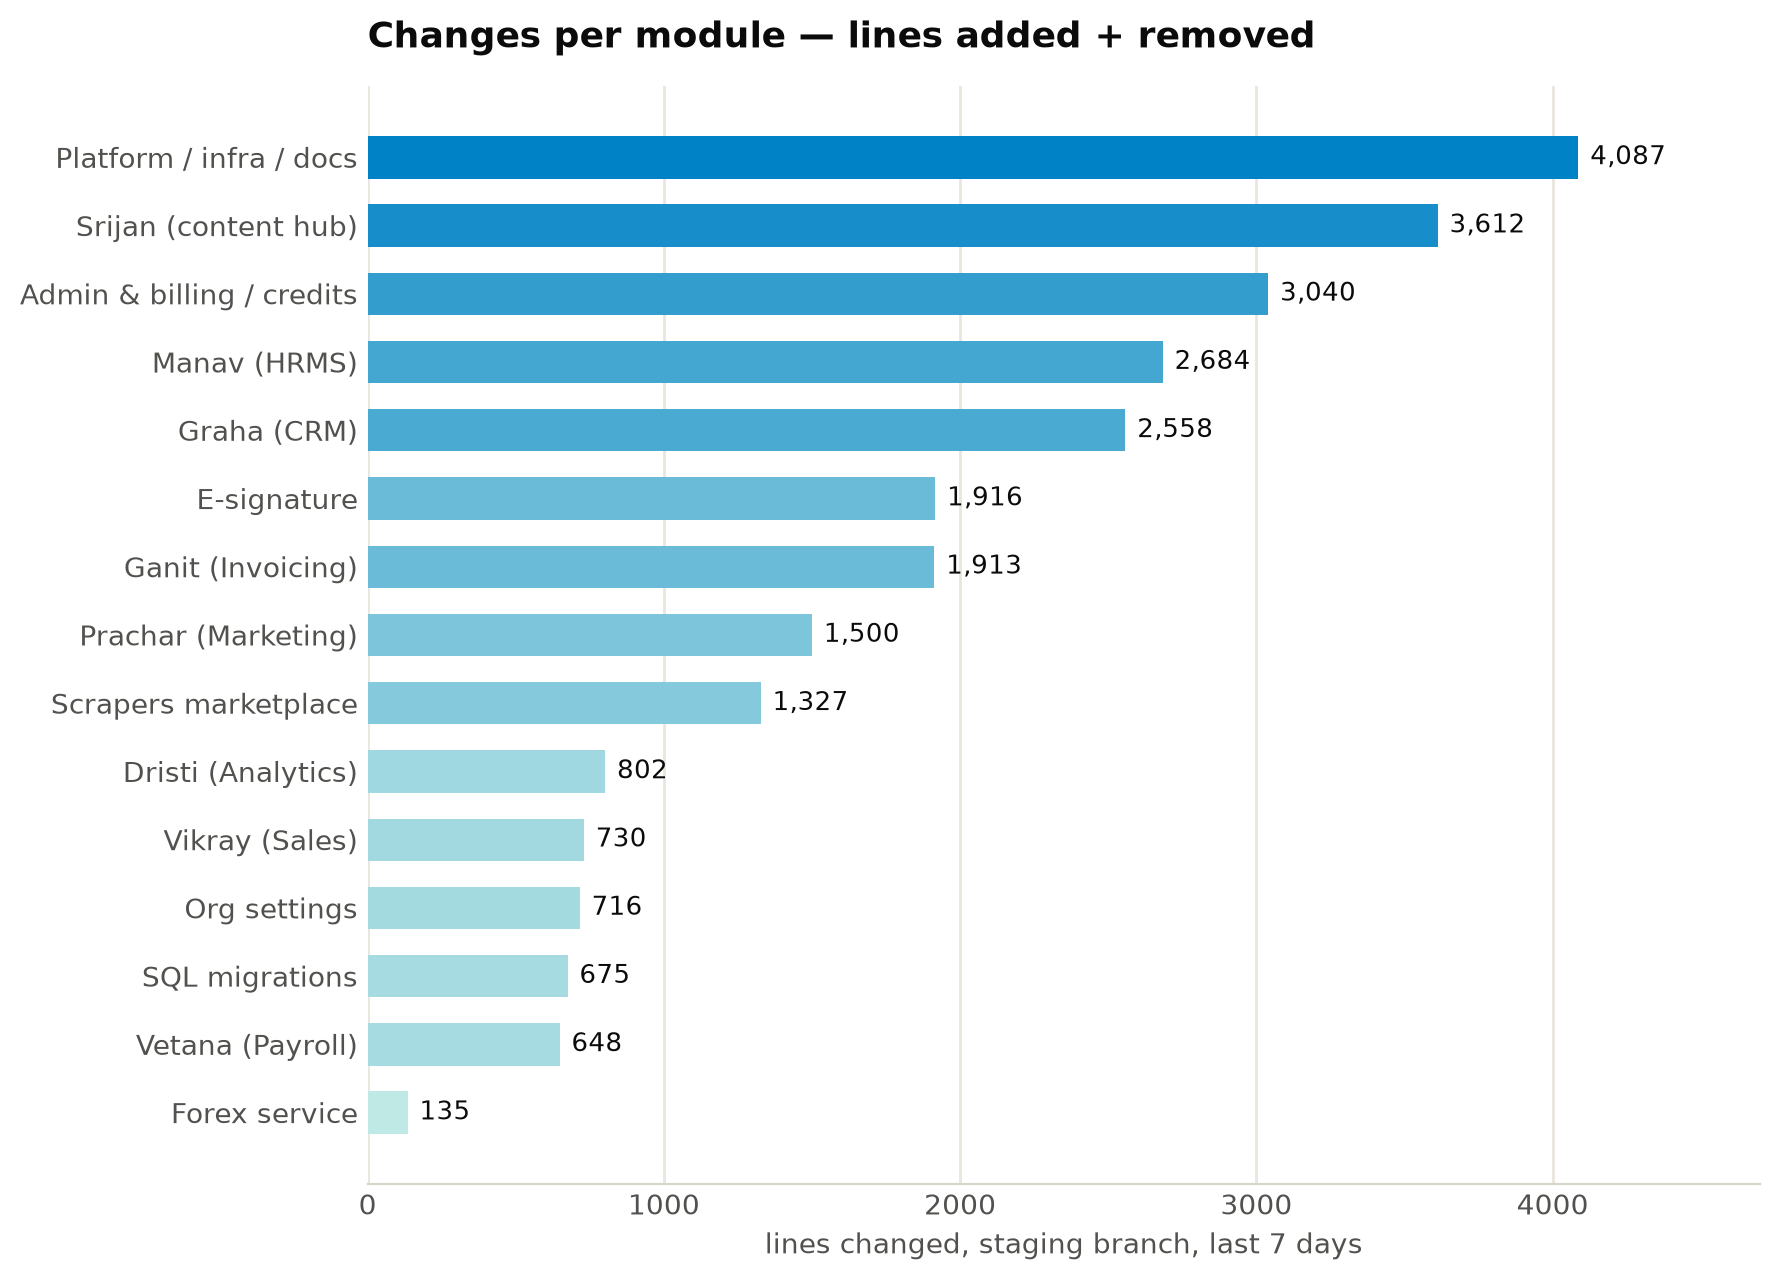 Changes per module — lines added + removed
Platform / infra / docs 4,087
Srijan (content hub) 3,612
Admin & billing / credits 3,040
Manav (HRMS) 2,684
Graha (CRM) 2,558
E-signature 1,916
Ganit (Invoicing) 1,913
Prachar (Marketing) 1,500
Scrapers marketplace 1,327
Dristi (Analytics) 802
Vikray (Sales) 730
Org settings 716
SQL migrations 675
Vetana (Payroll) 648
Forex service 135
0 1000 2000 3000 4000
lines changed, staging branch, last 7 days